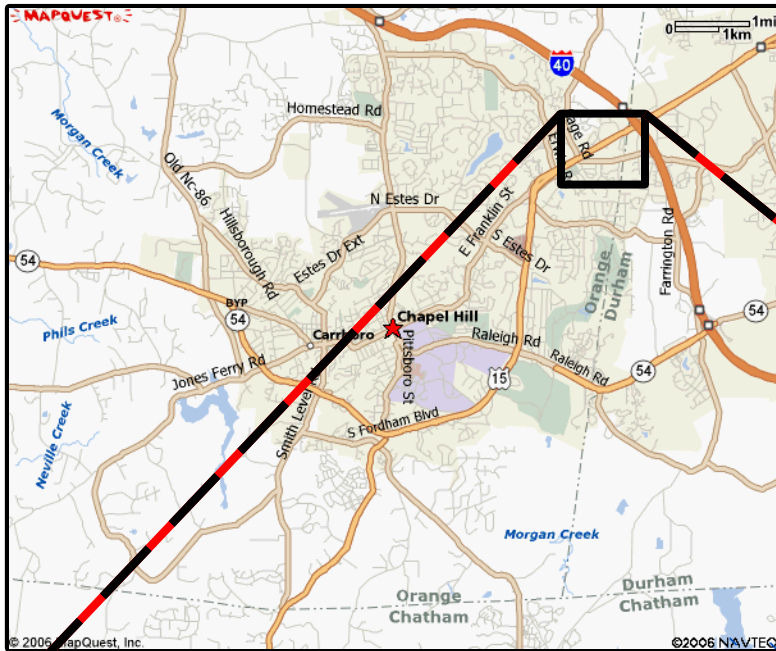 MAPQUEST
1mi
0
1km
40
Homestead Rd
Morgan Creek
Old Nc-86
age Rd
N Estes Dr
E Franklin St
S Estes Dr
Hillsborough Rd
Estes Dr Ext
Farrington Rd
Orange
Durham
54
BYP
54
Phils Creek
Chapel Hill
Carrboro
Pittsboro St
Raleigh Rd
54
Raleigh Rd
54
15
Jones Ferry Rd
Smith Level
S Fordham Blvd
Neville Creek
Morgan Creek
Orange
Chatham
Durham
Chatham
© 2006 MapQuest, Inc.
©2006 NAVTEQ